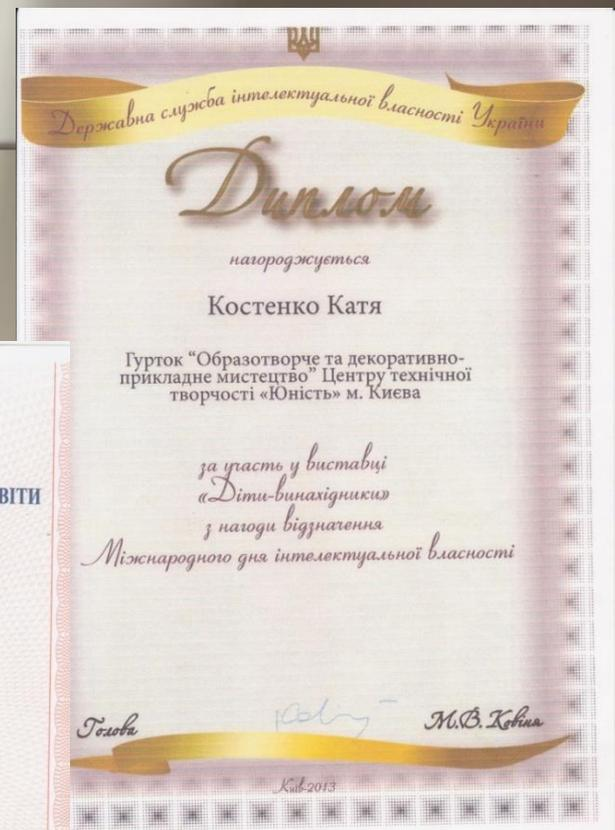 Державна служба інтелектуальної власності України
Диплом
нагороджується
Костенко Катя
Гурток “Образотворче та декоративно-
прикладне мистецтво” Центру технічної
творчості «Юність» м. Києва
за участь у виставці
«Діти-винахідники»
з нагоди відзначення
Міжнародного дня інтелектуальної власності
Голова
М.В. Ковіня
Київ-2013
ВІТИ